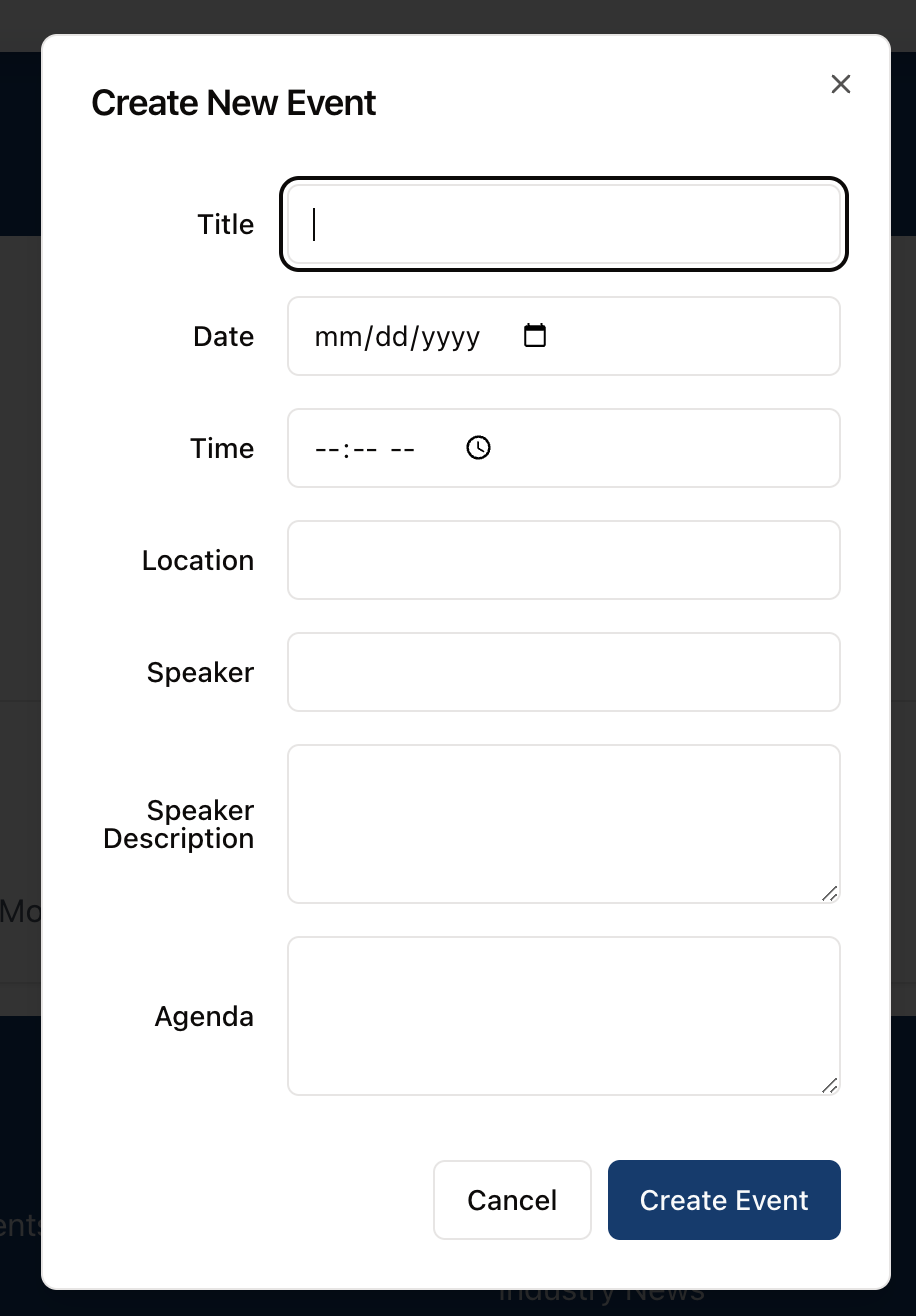 Create New Event
Title
Date
mm/dd/yyyy
Time
--:-- --
Location
Speaker
Speaker
Description
Mo
Agenda
Cancel
Create Event
ents
Industry News